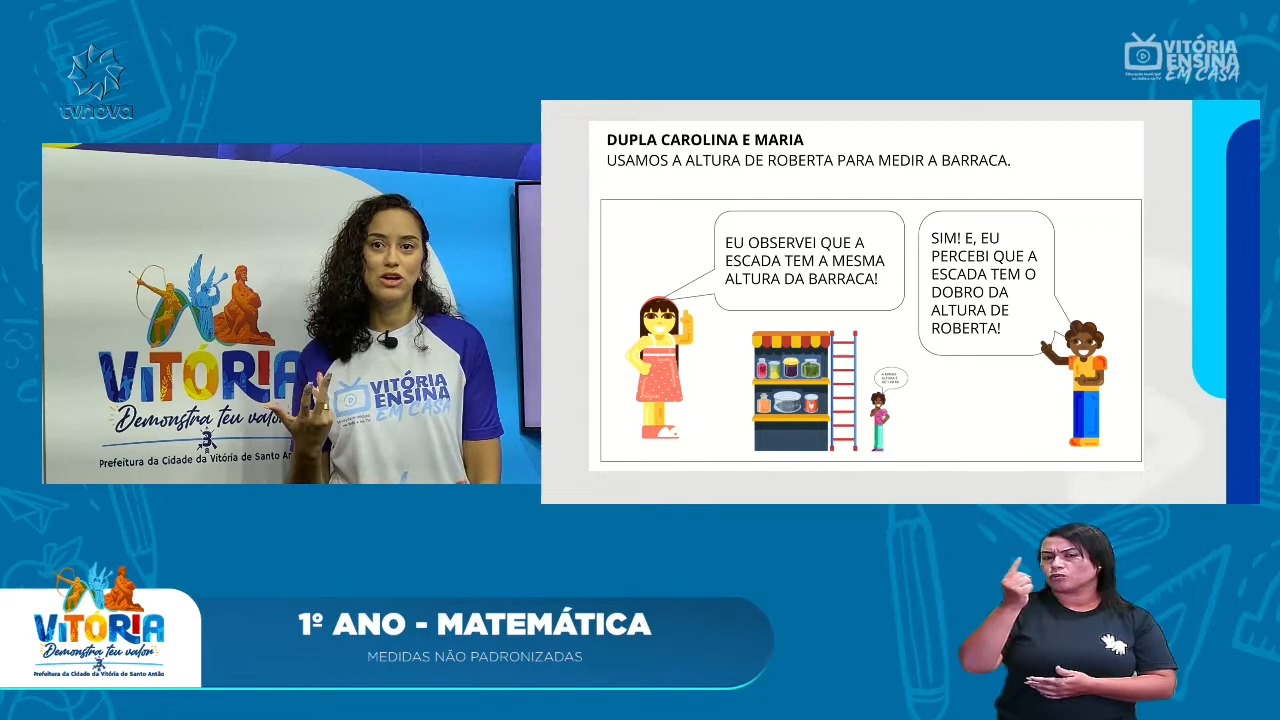 tvnova
VITÓRIA
ENSINA
EM CASA
DUPLA CAROLINA E MARIA
USAMOS A ALTURA DE ROBERTA PARA MEDIR A BARRACA.
EU OBSERVEI QUE A
ESCADA TEM A MESMA
ALTURA DA BARRACA!
SIM! E, EU
PERCEBI QUE A
ESCADA TEM O
DOBRO DA
ALTURA DE
ROBERTA!
VITÓRIA
Demonstra teu valor
Prefeitura da Cidade da Vitória de Santo An
VITÓRIA
ENSINA
EM CASA
1º ANO - MATEMÁTICA
MEDIDAS NÃO PADRONIZADAS
VITÓRIA
Demonstra teu valor
Prefeitura da Cidade da Vitória de Santo Antão